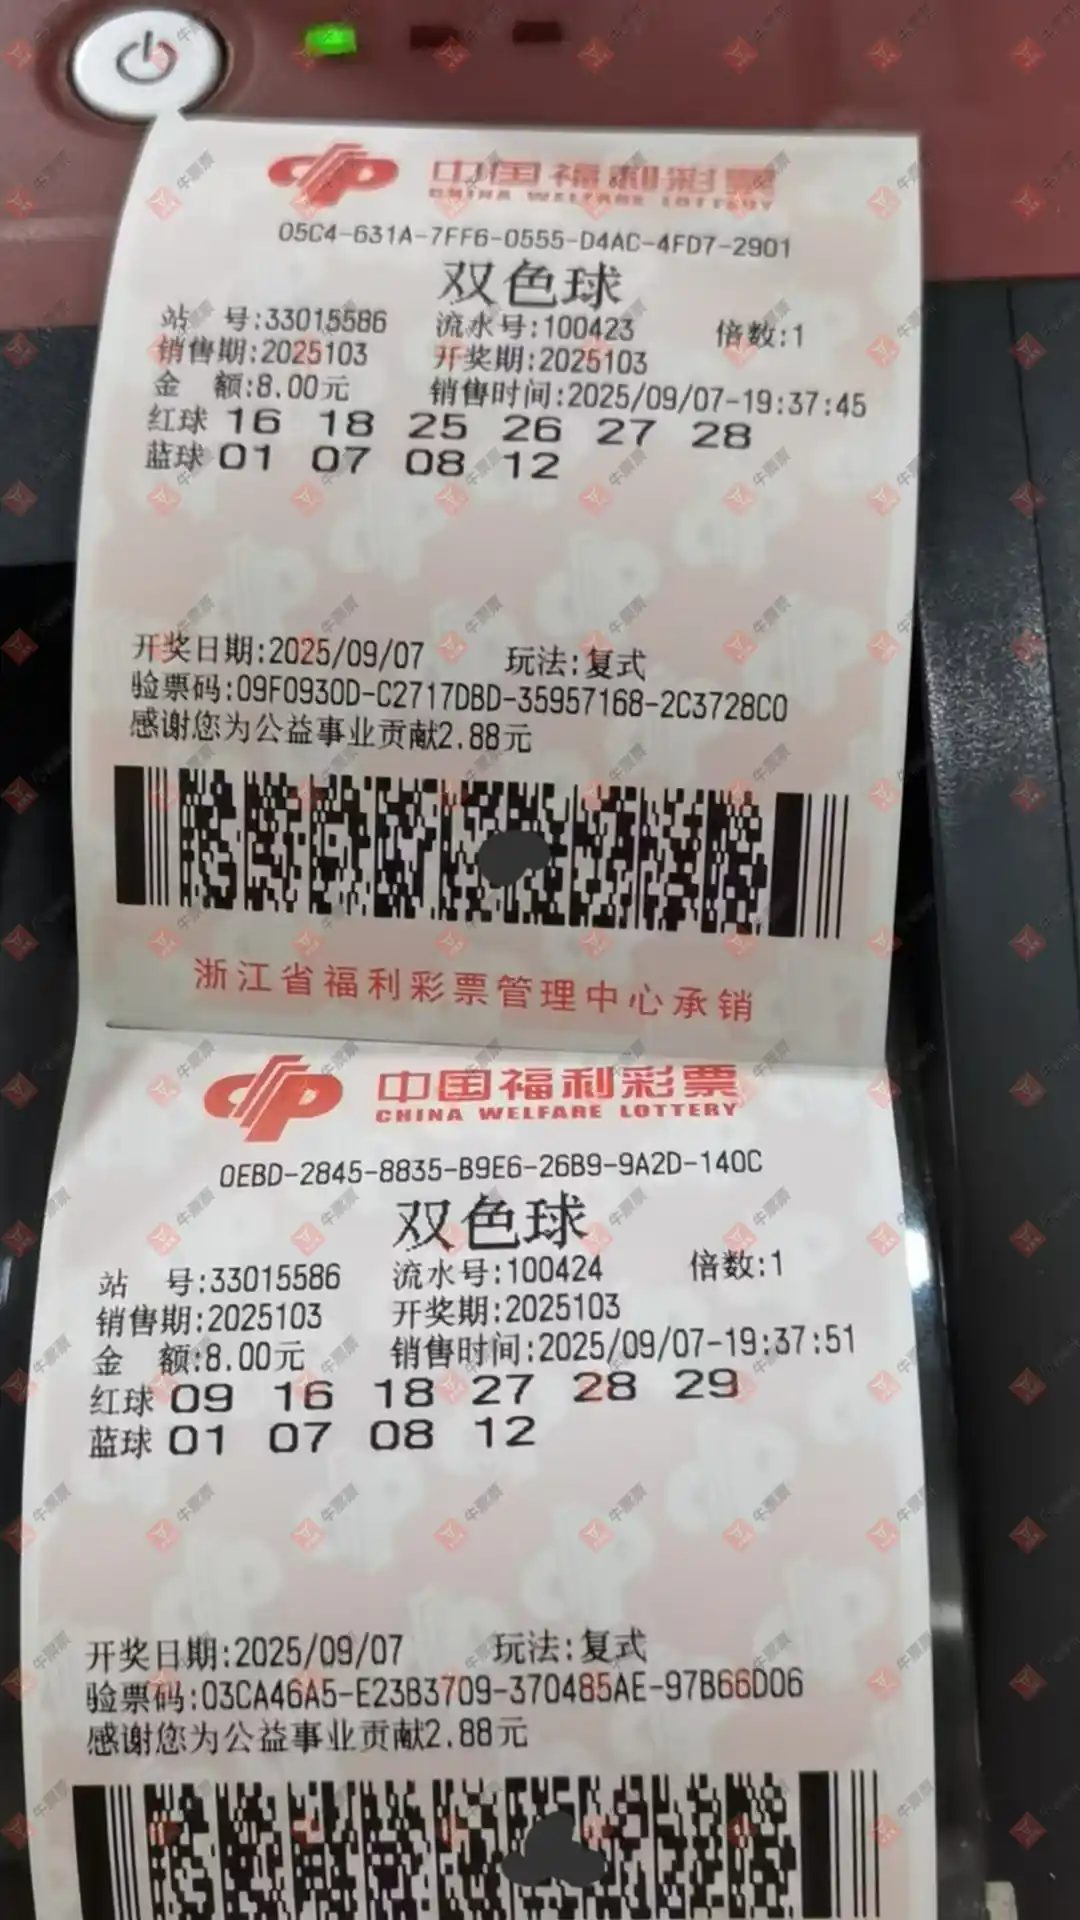 中国福利彩票
CHINA WELFARE LOTTERY
05C4-631A-7FF6-0555-D4AC-4FD7-2901
双色球
站 号:33015586 流水号:100423 倍数:1
销售期:2025103 开奖期:2025103
金 额:8.00元 销售时间:2025/09/07-19:37:45
红球 16 18 25 26 27 28
蓝球 01 07 08 12
开奖日期:2025/09/07 玩法:复式
验票码:09F0930D-C2717DBD-35957168-2C3728C0
感谢您为公益事业贡献2.88元
浙江省福利彩票管理中心承销
中国福利彩票
CHINA WELFARE LOTTERY
0EBD-2845-8835-B9E6-26B9-9A2D-140C
双色球
站 号:33015586 流水号:100424 倍数:1
销售期:2025103 开奖期:2025103
金 额:8.00元 销售时间:2025/09/07-19:37:51
红球 09 16 18 27 28 29
蓝球 01 07 08 12
开奖日期:2025/09/07 玩法:复式
验票码:03CA46A5-E23B3709-370485AE-97B66D06
感谢您为公益事业贡献2.88元
牛票票